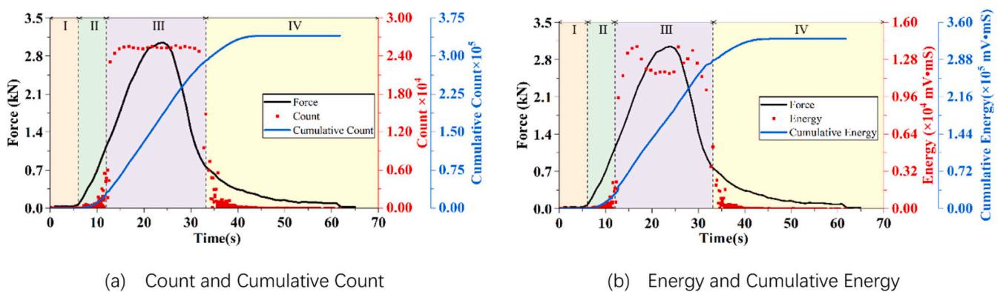 I II III IV
3.5
2.8
2.1
1.4
0.7
0.0
Force (kN)
0 10 20 30 40 50 60 70
Time(s)
Force
Count
Cumulative Count
3.00
2.40
1.80
1.20
0.60
0.00
Count ×10⁴
3.75
3.00
2.25
1.50
0.75
0.00
Cumulative Count×10⁵
(a) Count and Cumulative Count
I II III IV
3.5
2.8
2.1
1.4
0.7
0.0
Force (kN)
0 10 20 30 40 50 60 70
Time(s)
Force
Energy
Cumulative Energy
1.60
1.28
0.96
0.64
0.32
0.00
Energy (×10⁴ mV•mS)
3.60
2.88
2.16
1.44
0.72
0.00
Cumulative Energy(×10⁵ mV•mS)
(b) Energy and Cumulative Energy